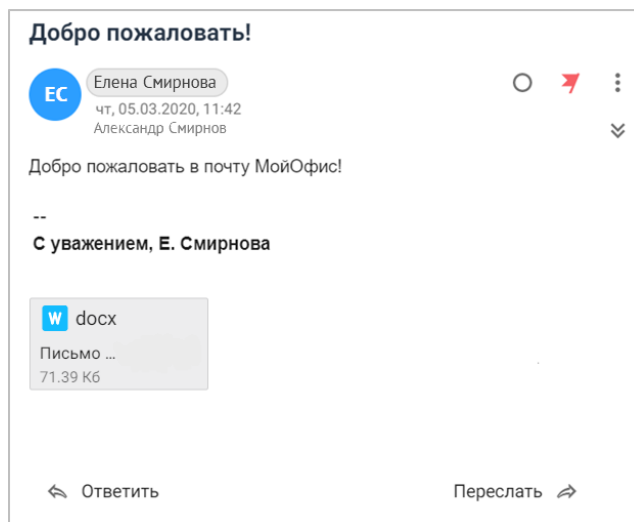 Добро пожаловать!
ЕС
Елена Смирнова
чт, 05.03.2020, 11:42
Александр Смирнов
Добро пожаловать в почту МойОфис!
--
С уважением, Е. Смирнова
W docx
Письмо ...
71.39 Кб
Ответить Переслать